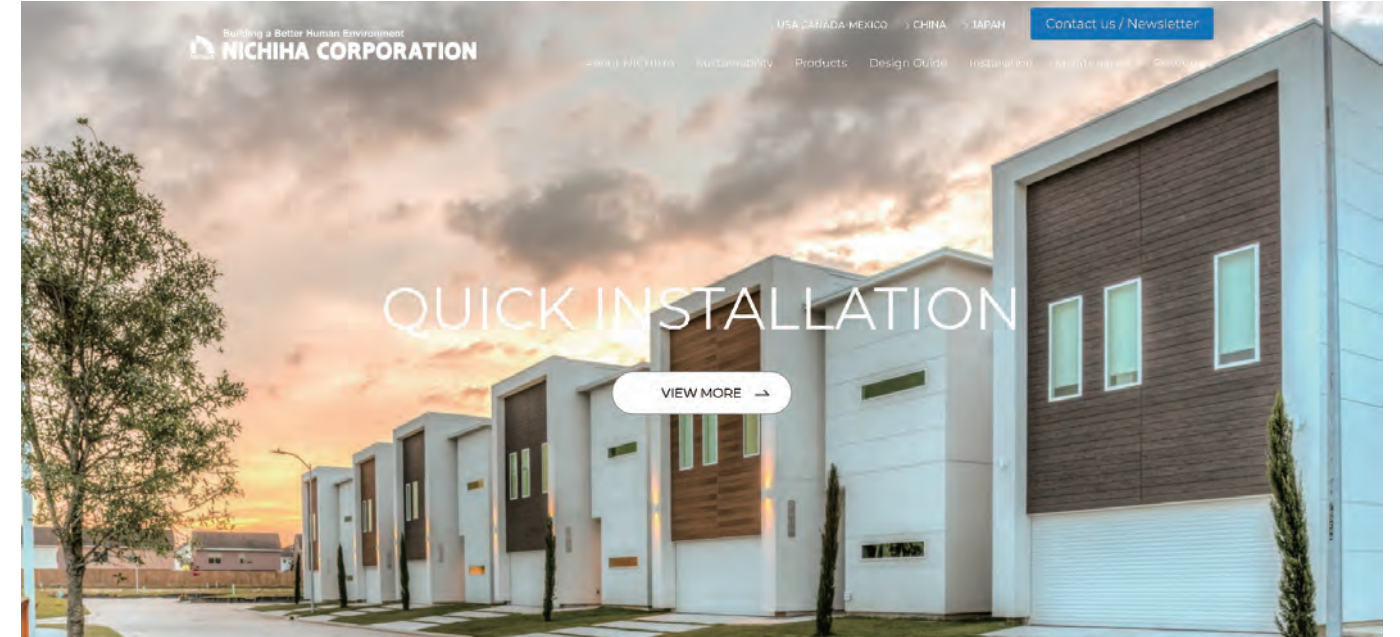 Building a Better Human Environment
NICHIHA CORPORATION
USA-CANADA-MEXICO CHINA JAPAN
Contact us / Newsletter
ABOUT NICHIHA Sustainability Products Design Guide Installation
QUICK INSTALLATION
VIEW MORE